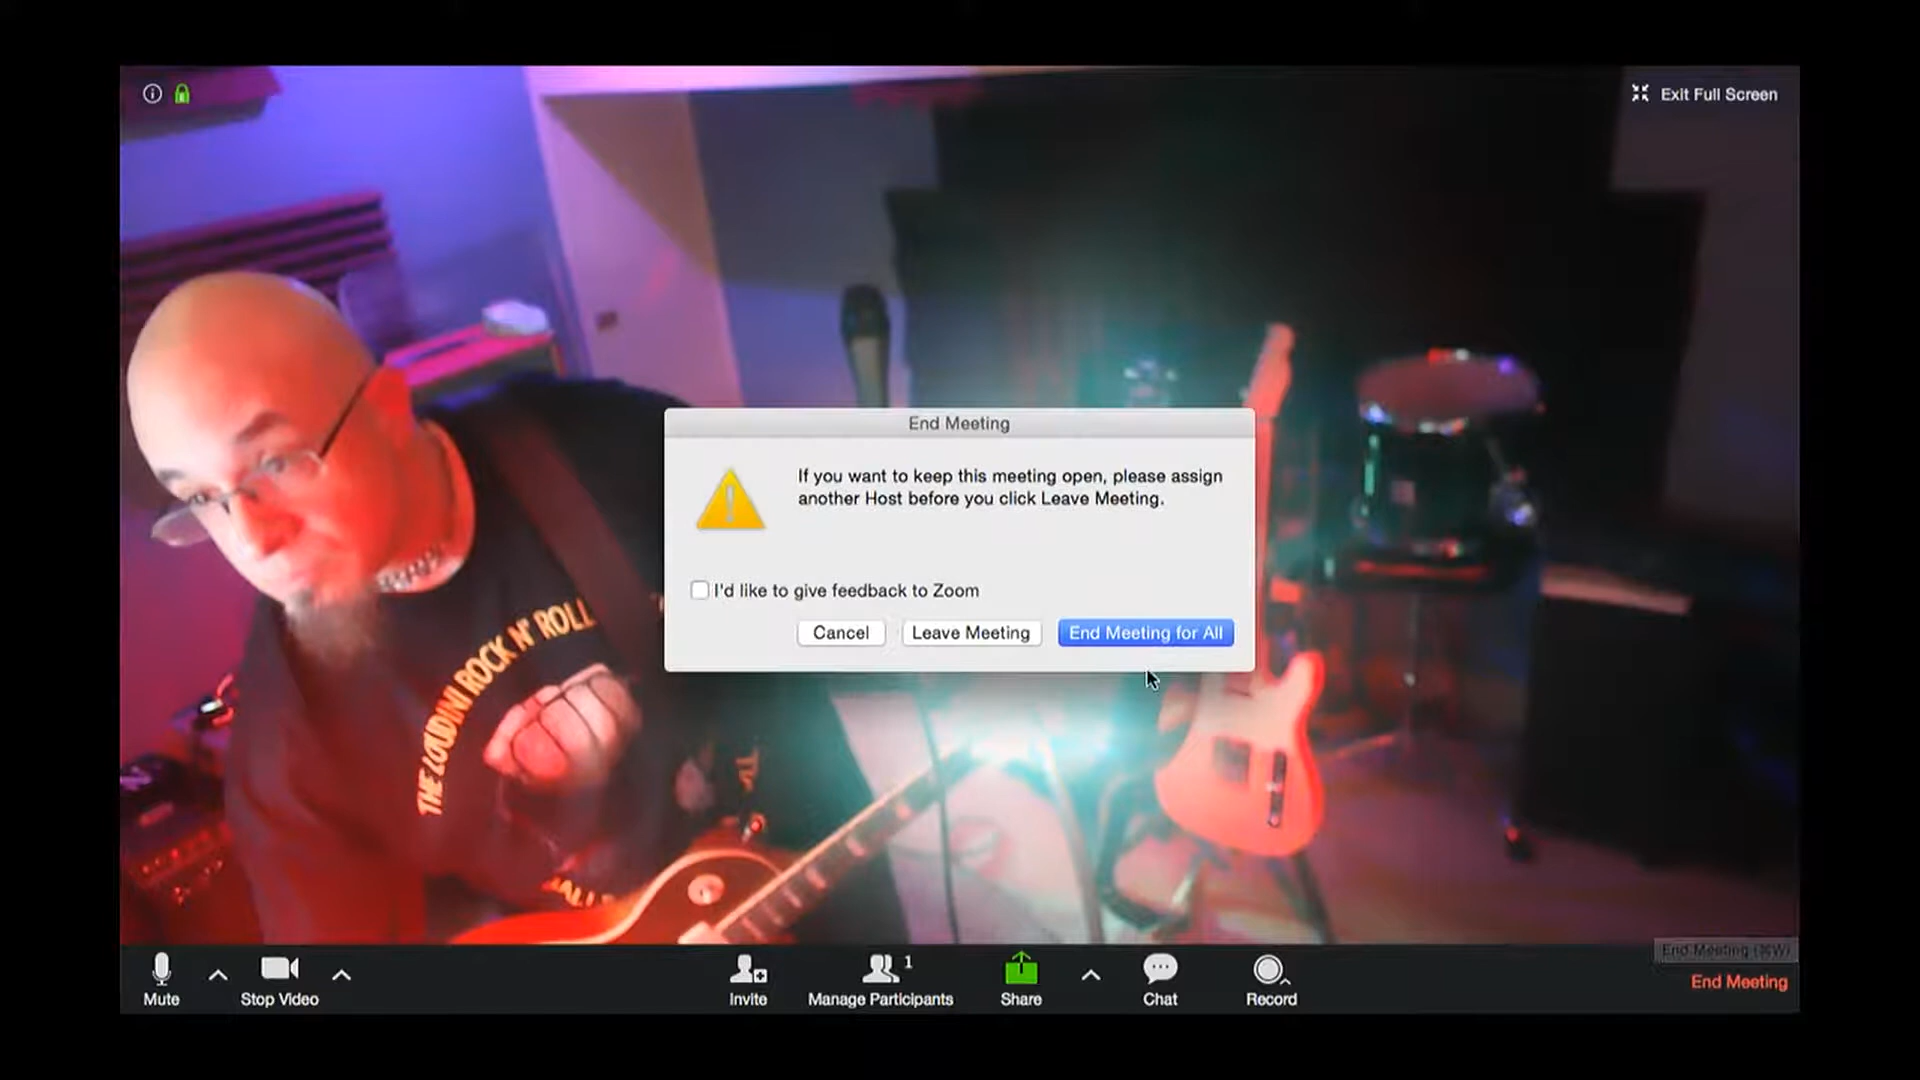 Exit Full Screen
End Meeting
If you want to keep this meeting open, please assign
another Host before you click Leave Meeting.
I'd like to give feedback to Zoom
Cancel
Leave Meeting
End Meeting for All
THE LOUDINI ROCK N' ROLL
End Meeting (⌘W)
Mute
Stop Video
Invite
Manage Participants
1
Share
Chat
Record
End Meeting